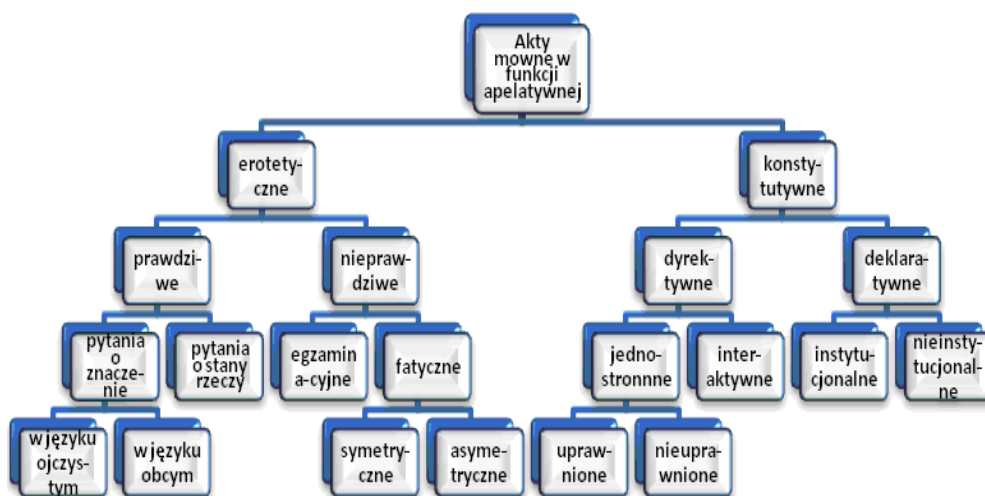 Akty
mowne w
funkcji
apelatywnej
erotety-
czne
konsty-
tutywne
prawdzi-
we
niepraw-
dziwe
dyrek-
tywne
deklara-
tywne
pytania
o
znacze-
nie
pytania
o stany
rzeczy
egzamin
a-cyjne
fatyczne
jedno-
stronnne
inter-
aktywne
instytu-
cjonalne
nieinsty-
tucjonal-
ne
w języku
ojczys-
tym
w języku
obcym
symetry-
czne
asyme-
tryczne
upraw-
nione
nieupra-
wnione